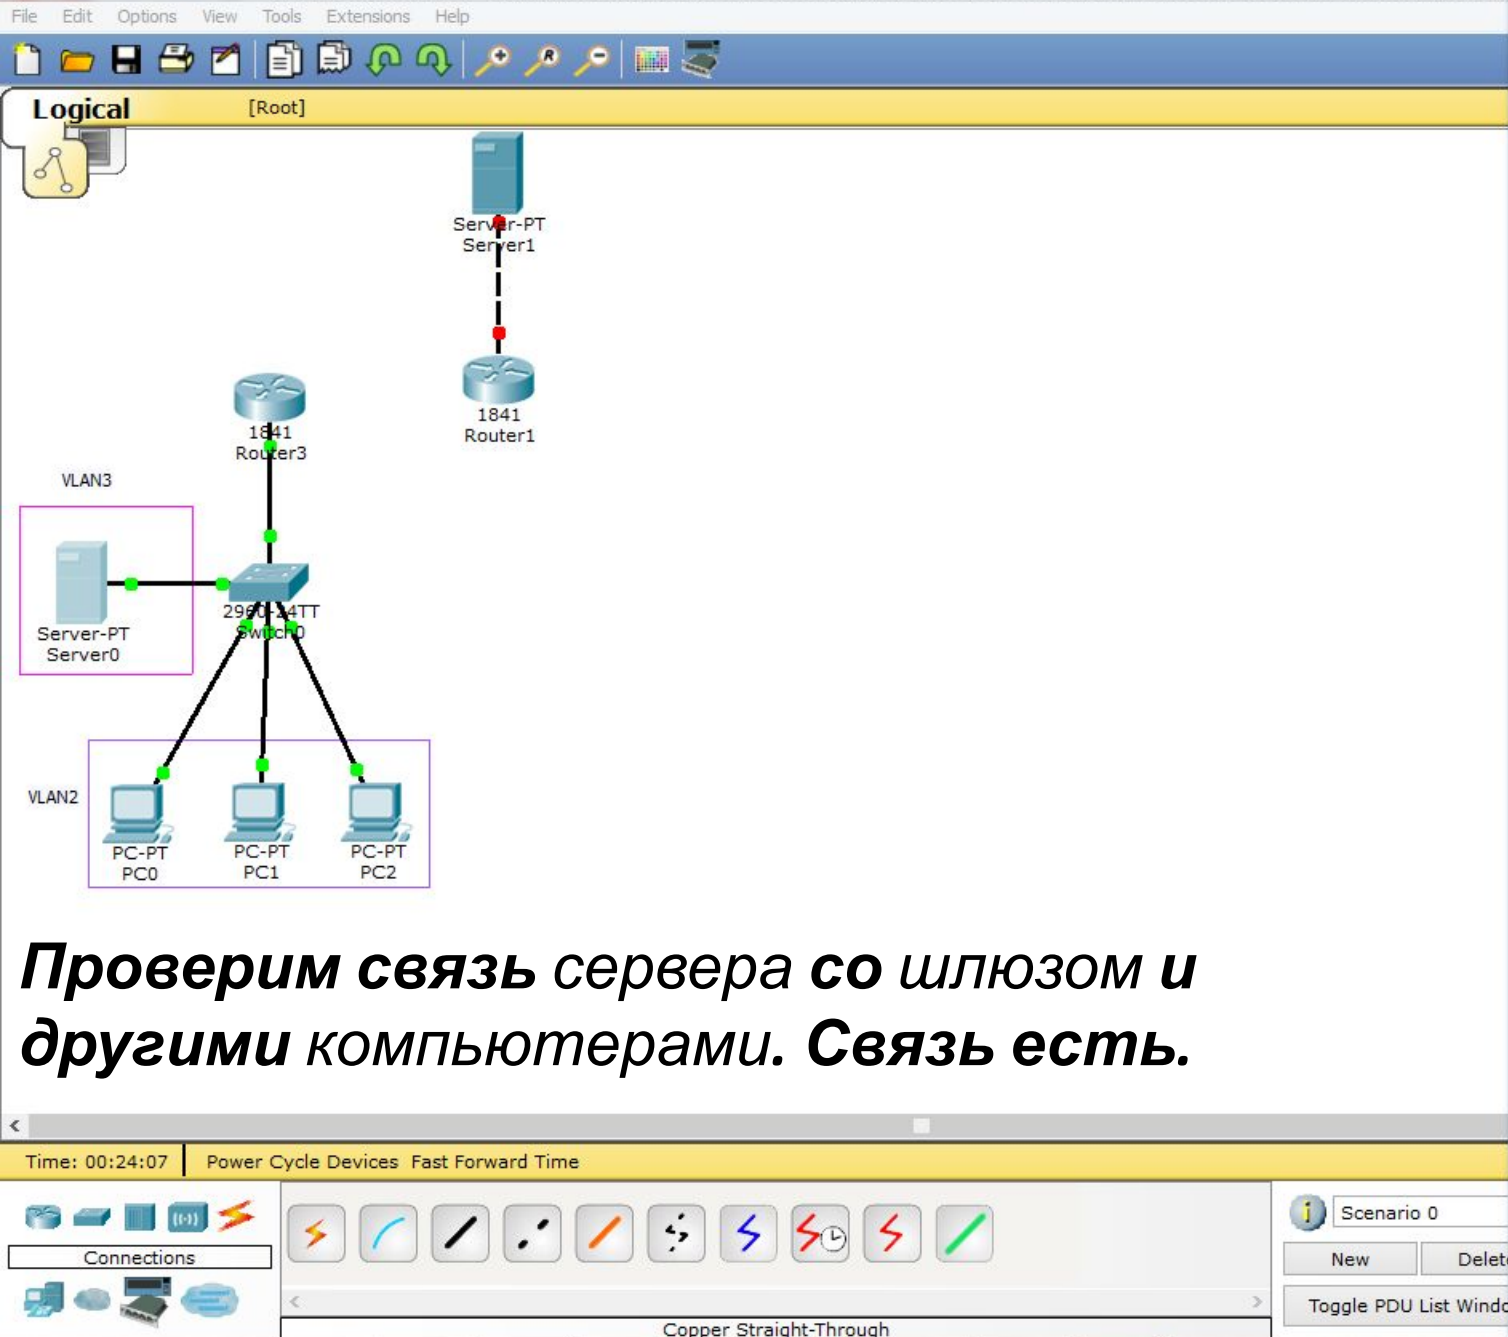 File Edit Options View Tools Extensions Help
Logical [Root]
Server-PT
Server1
1841
Router1
1841
Router3
VLAN3
Server-PT
Server0
2960-24TT
Switch0
VLAN2
PC-PT PC-PT PC-PT
PC0 PC1 PC2
Проверим связь сервера со шлюзом и
другими компьютерами. Связь есть.
Time: 00:24:07 Power Cycle Devices Fast Forward Time
Scenario 0
Connections
New Delete
Toggle PDU List Windo
Copper Straight-Through